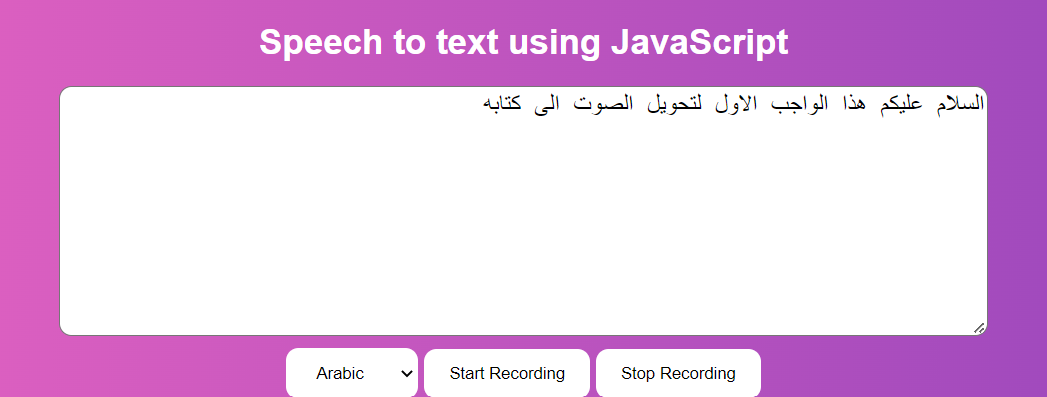 Speech to text using JavaScript
السلام عليكم هذا الواجب الاول لتحويل الصوت الى كتابه
Arabic Start Recording Stop Recording